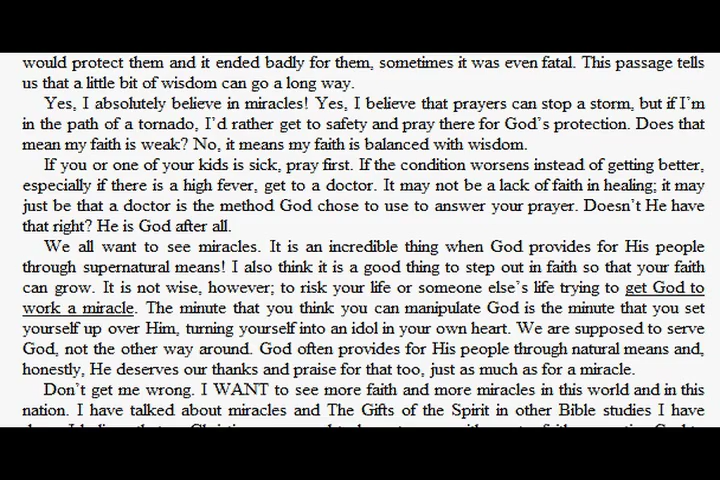 would protect them and it ended badly for them, sometimes it was even fatal. This passage tells
us that a little bit of wisdom can go a long way.
Yes, I absolutely believe in miracles! Yes, I believe that prayers can stop a storm, but if I'm
in the path of a tornado, I'd rather get to safety and pray there for God's protection. Does that
mean my faith is weak? No, it means my faith is balanced with wisdom.
If you or one of your kids is sick, pray first. If the condition worsens instead of getting better,
especially if there is a high fever, get to a doctor. It may not be a lack of faith in healing; it may
just be that a doctor is the method God chose to use to answer your prayer. Doesn't He have
that right? He is God after all.
We all want to see miracles. It is an incredible thing when God provides for His people
through supernatural means! I also think it is a good thing to step out in faith so that your faith
can grow. It is not wise, however; to risk your life or someone else's life trying to get God to
work a miracle. The minute that you think you can manipulate God is the minute that you set
yourself up over Him, turning yourself into an idol in your own heart. We are supposed to serve
God, not the other way around. God often provides for His people through natural means and,
honestly, He deserves our thanks and praise for that too, just as much as for a miracle.
Don't get me wrong. I WANT to see more faith and more miracles in this world and in this
nation. I have talked about miracles and The Gifts of the Spirit in other Bible studies I have